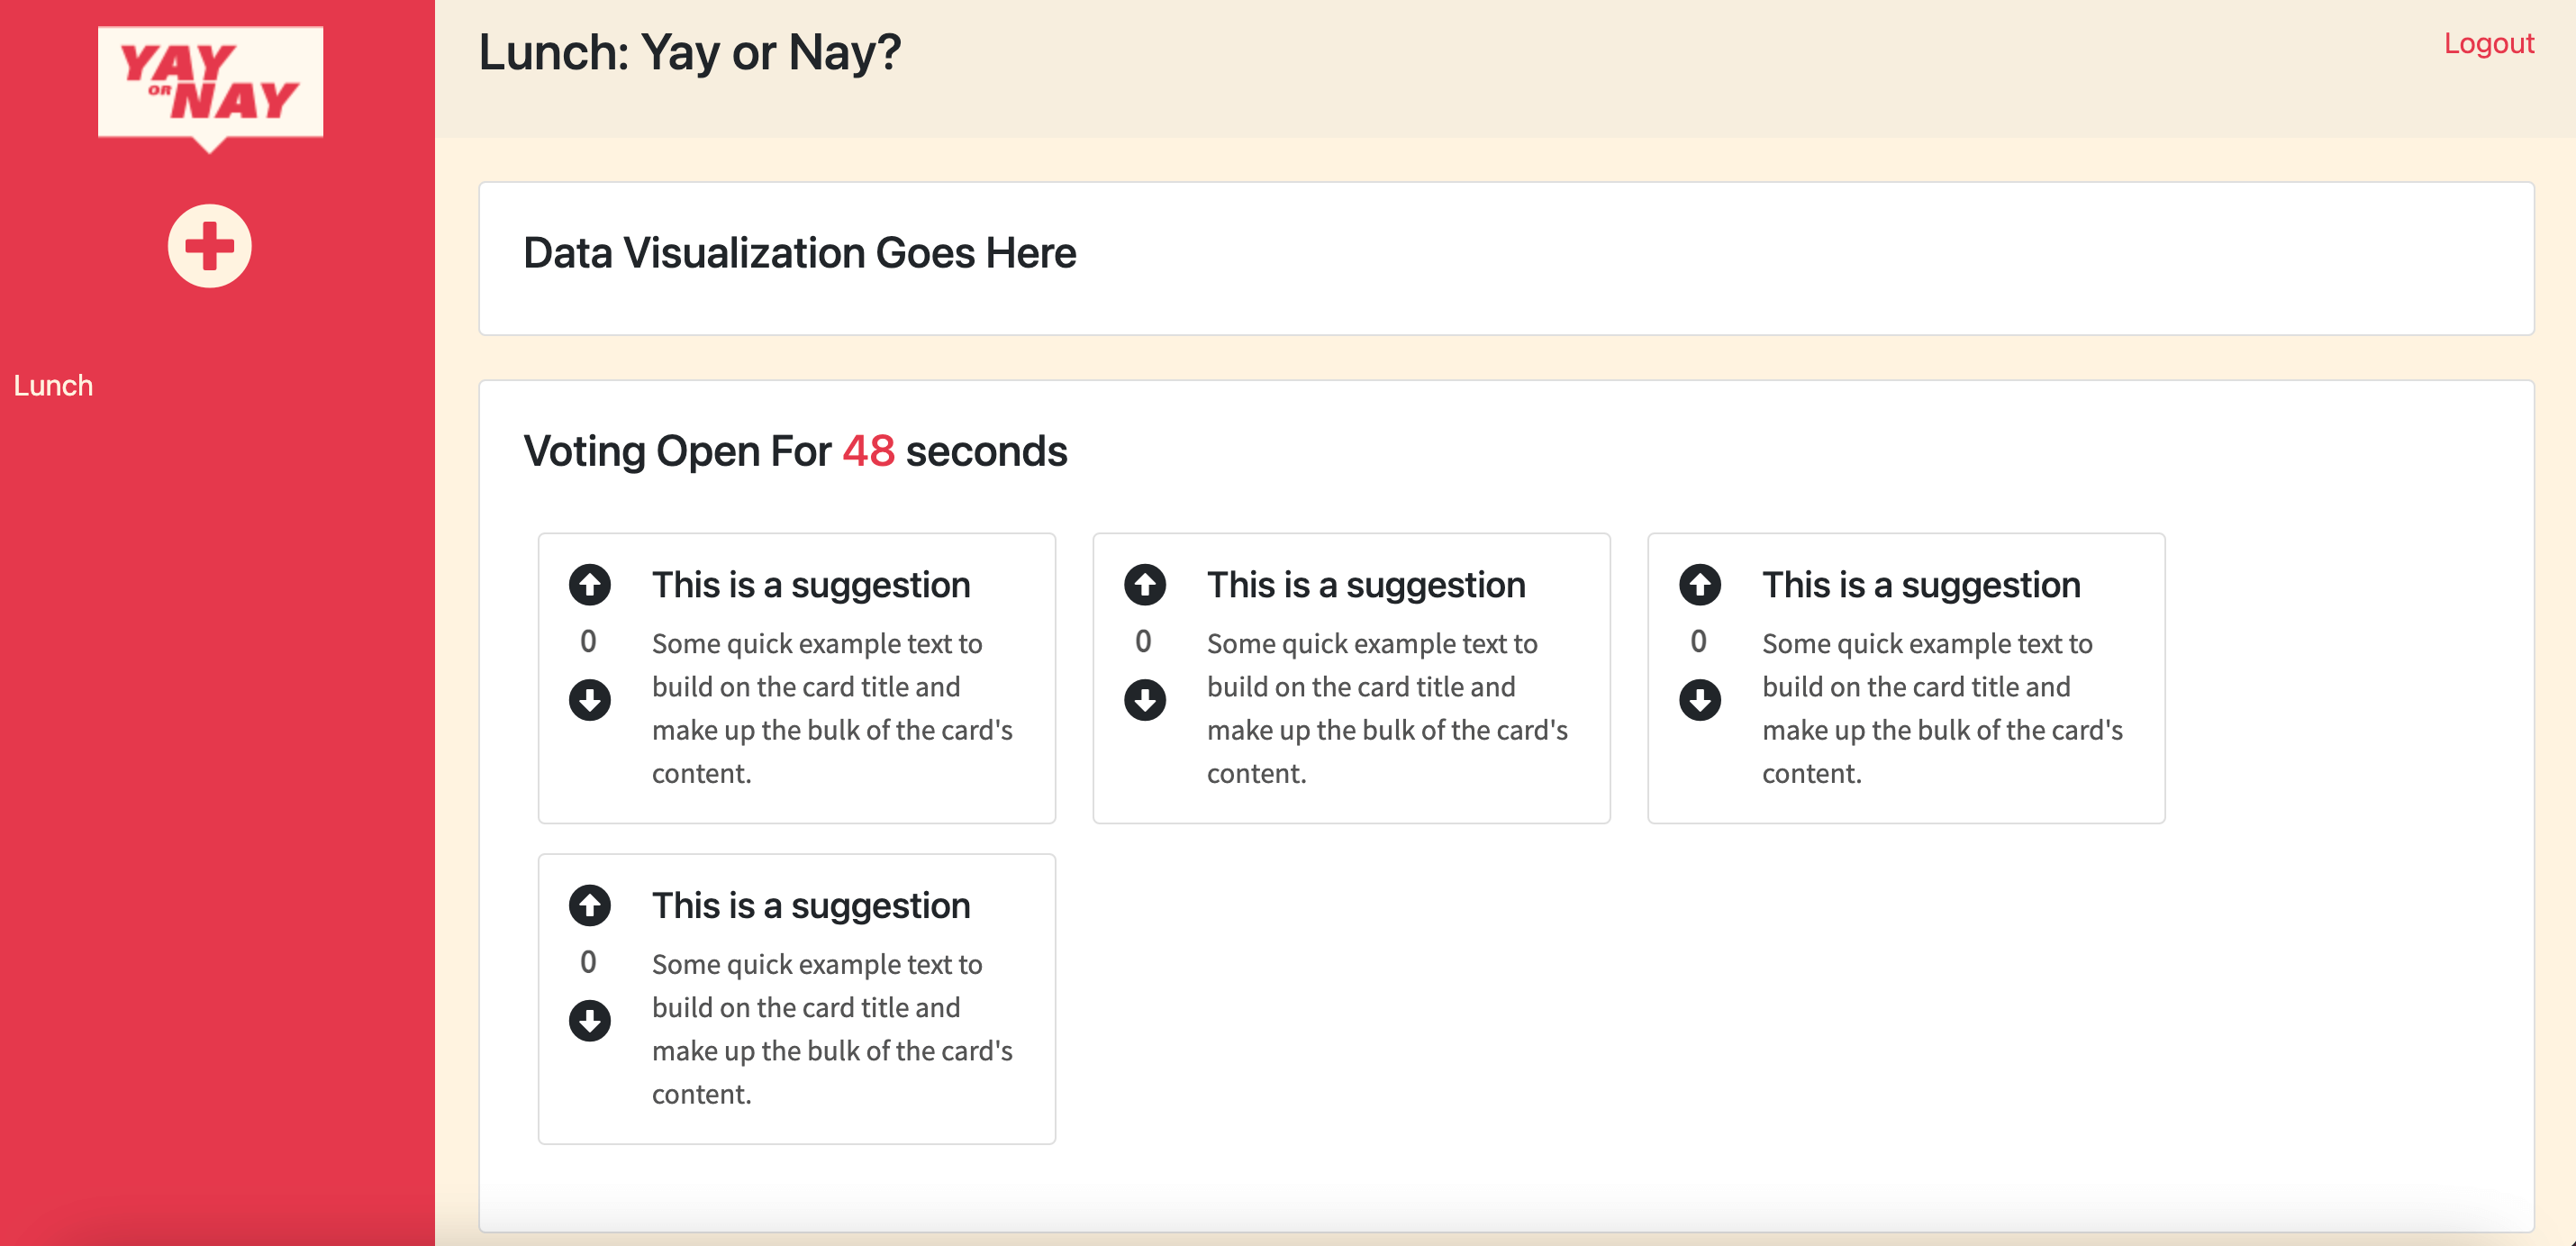 YAY
OR NAY
Lunch
Lunch: Yay or Nay?
Logout
Data Visualization Goes Here
Voting Open For 48 seconds
This is a suggestion
0
Some quick example text to
build on the card title and
make up the bulk of the card's
content.
This is a suggestion
0
Some quick example text to
build on the card title and
make up the bulk of the card's
content.
This is a suggestion
0
Some quick example text to
build on the card title and
make up the bulk of the card's
content.
This is a suggestion
0
Some quick example text to
build on the card title and
make up the bulk of the card's
content.